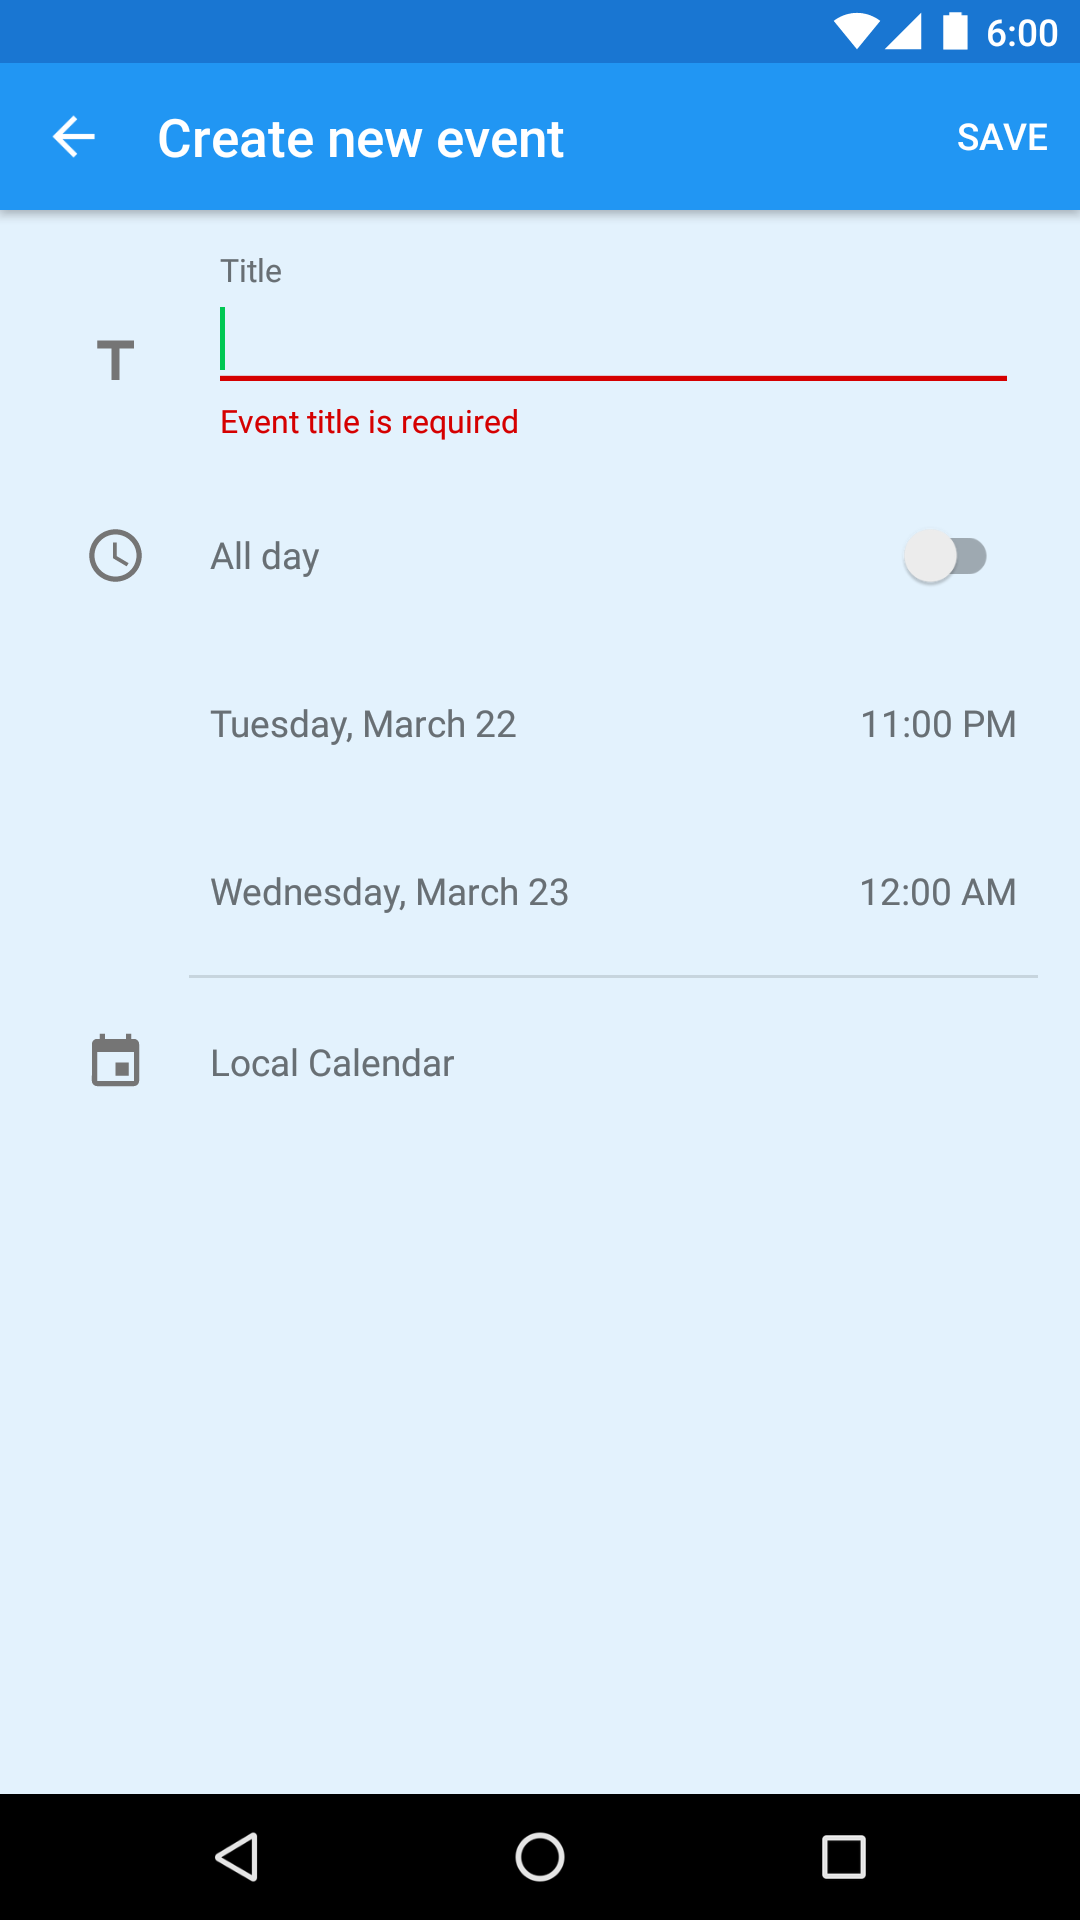 6:00
Create new event
SAVE
Title
Event title is required
All day
Tuesday, March 22
11:00 PM
Wednesday, March 23
12:00 AM
Local Calendar